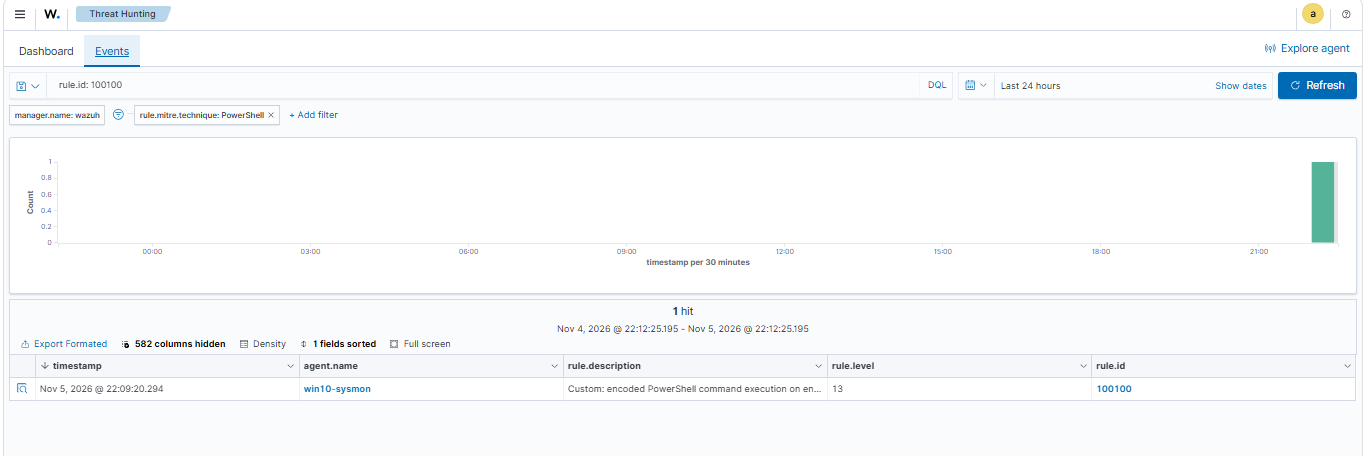 W. Threat Hunting a
Dashboard Events Explore agent
rule.id: 100100 DQL Last 24 hours Show dates Refresh
manager.name: wazuh rule.mitre.technique: PowerShell × + Add filter
1
0.8
0.6
0.4
0.2
0
Count
00:00 03:00 06:00 09:00 12:00 15:00 18:00 21:00
timestamp per 30 minutes
1 hit
Nov 4, 2026 @ 22:12:25.195 - Nov 5, 2026 @ 22:12:25.195
Export Formated 582 columns hidden Density 1 fields sorted Full screen
timestamp agent.name rule.description rule.level rule.id
Nov 5, 2026 @ 22:09:20.294 win10-sysmon Custom: encoded PowerShell command execution on en... 13 100100